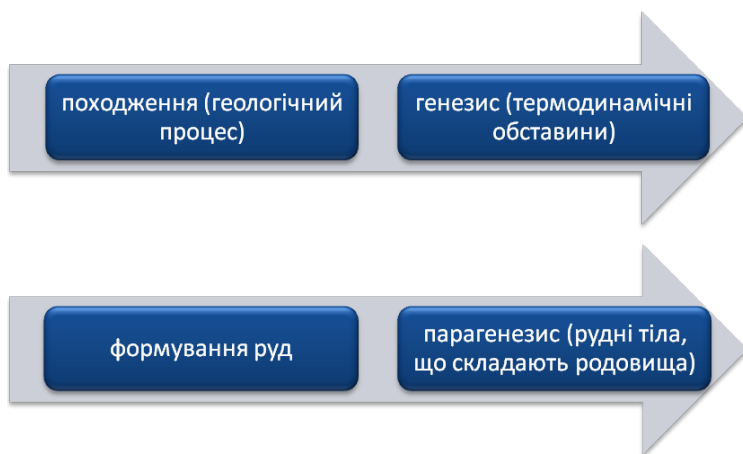 походження (геологічний
процес)
генезис (термодинамічні
обставини)
формування руд
парагенезис (рудні тіла,
що складають родовища)